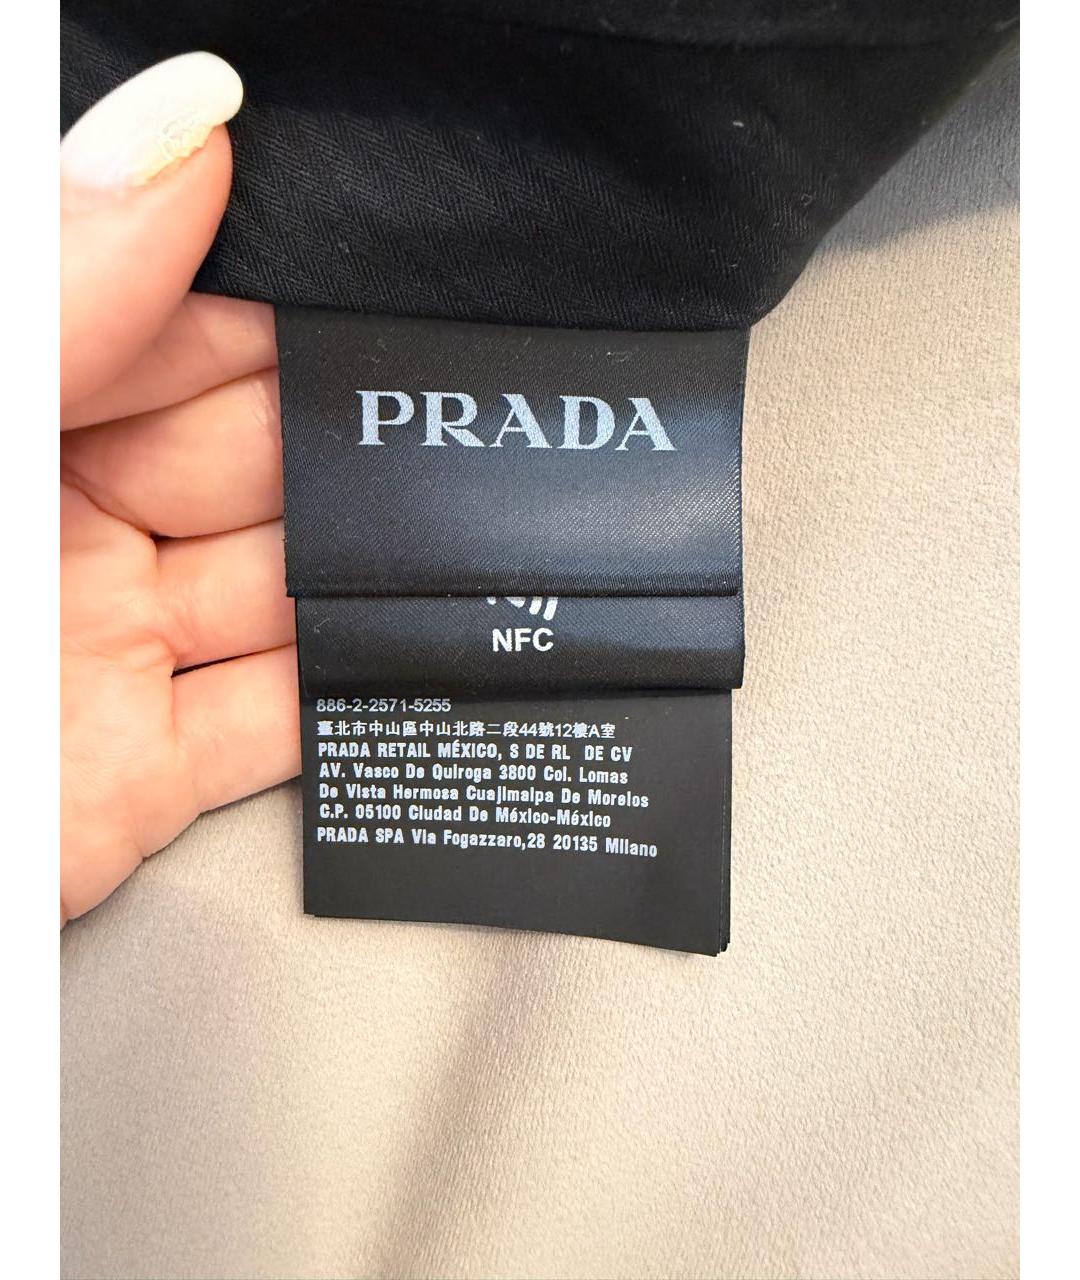 PRADA
NFC
886-2-2571-5255
臺北市中山區中山北路二段44號12樓A室
PRADA RETAIL MÉXICO, S DE RL DE CV
AV. Vasco De Quiroga 3800 Col. Lomas
De Vista Hermosa Cuajimalpa De Morelos
C.P. 05100 Ciudad De México-México
PRADA SPA Via Fogazzaro,28 20135 Milano